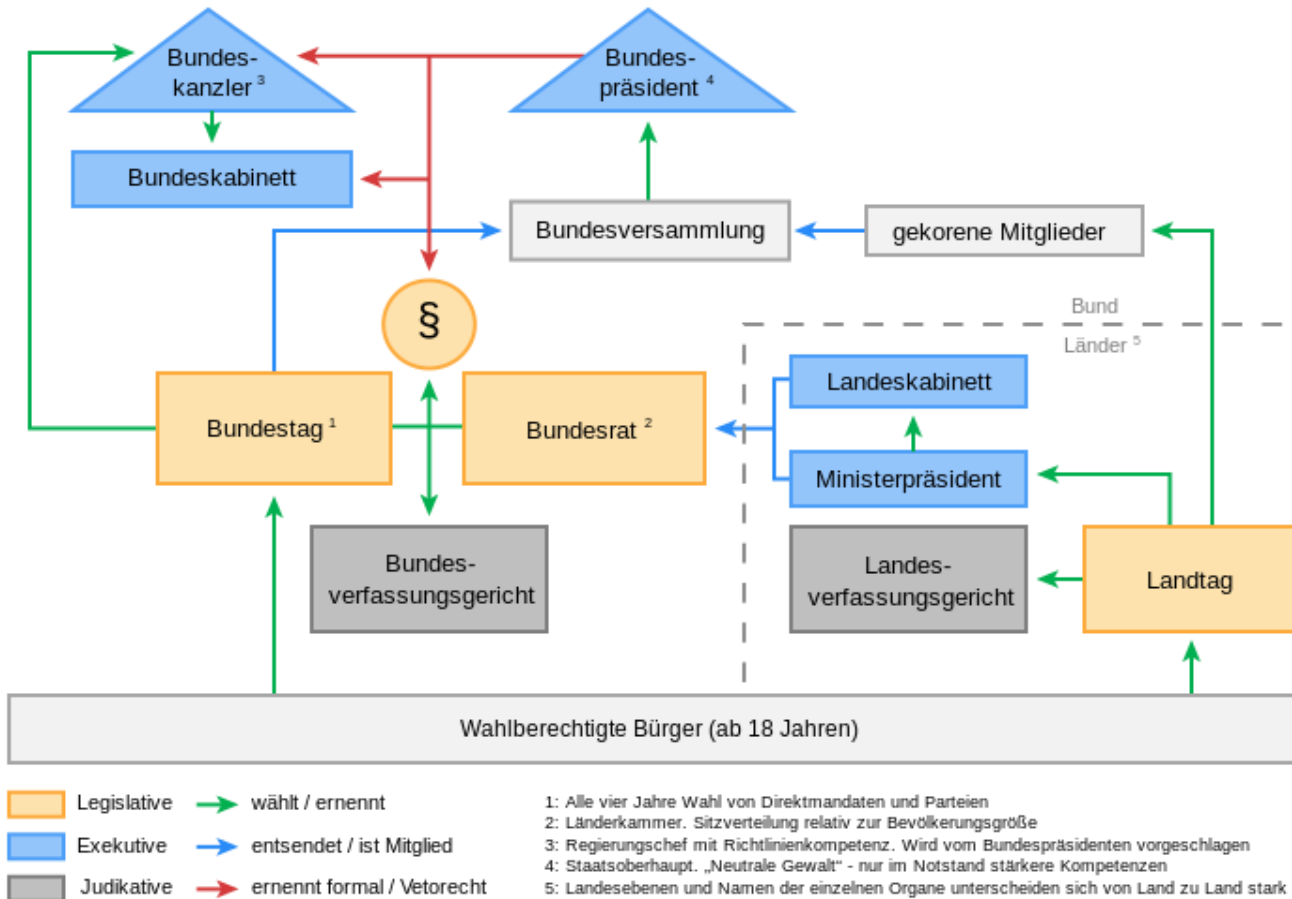 Bundes-
kanzler 3
Bundes-
präsident 4
Bundeskabinett
Bundesversammlung
gekorene Mitglieder
§
Bund
Länder 5
Landeskabinett
Bundestag 1
Bundesrat 2
Ministerpräsident
Bundes-
verfassungsgericht
Landes-
verfassungsgericht
Landtag
Wahlberechtigte Bürger (ab 18 Jahren)
Legislative
wählt / ernennt
Exekutive
entsendet / ist Mitglied
Judikative
ernennt formal / Vetorecht
1: Alle vier Jahre Wahl von Direktmandaten und Parteien
2: Länderkammer. Sitzverteilung relativ zur Bevölkerungsgröße
3: Regierungschef mit Richtlinienkompetenz. Wird vom Bundespräsidenten vorgeschlagen
4: Staatsoberhaupt. „Neutrale Gewalt“ - nur im Notstand stärkere Kompetenzen
5: Landesebenen und Namen der einzelnen Organe unterscheiden sich von Land zu Land stark